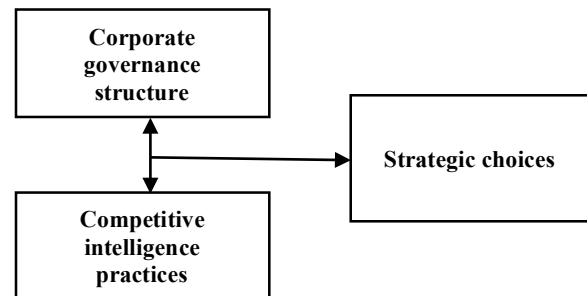 Corporate
governance
structure
Strategic choices
Competitive
intelligence
practices